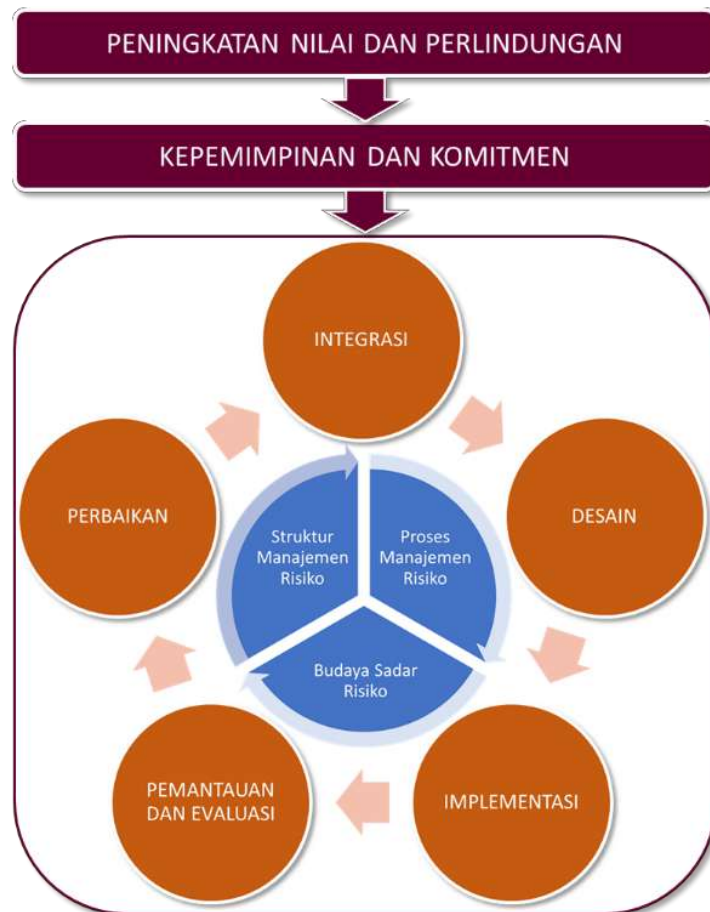 PENINGKATAN NILAI DAN PERLINDUNGAN
KEPEMIMPINAN DAN KOMITMEN
INTEGRASI
PERBAIKAN
DESAIN
Struktur
Manajemen
Risiko
Proses
Manajemen
Risiko
Budaya Sadar
Risiko
PEMANTAUAN
DAN EVALUASI
IMPLEMENTASI